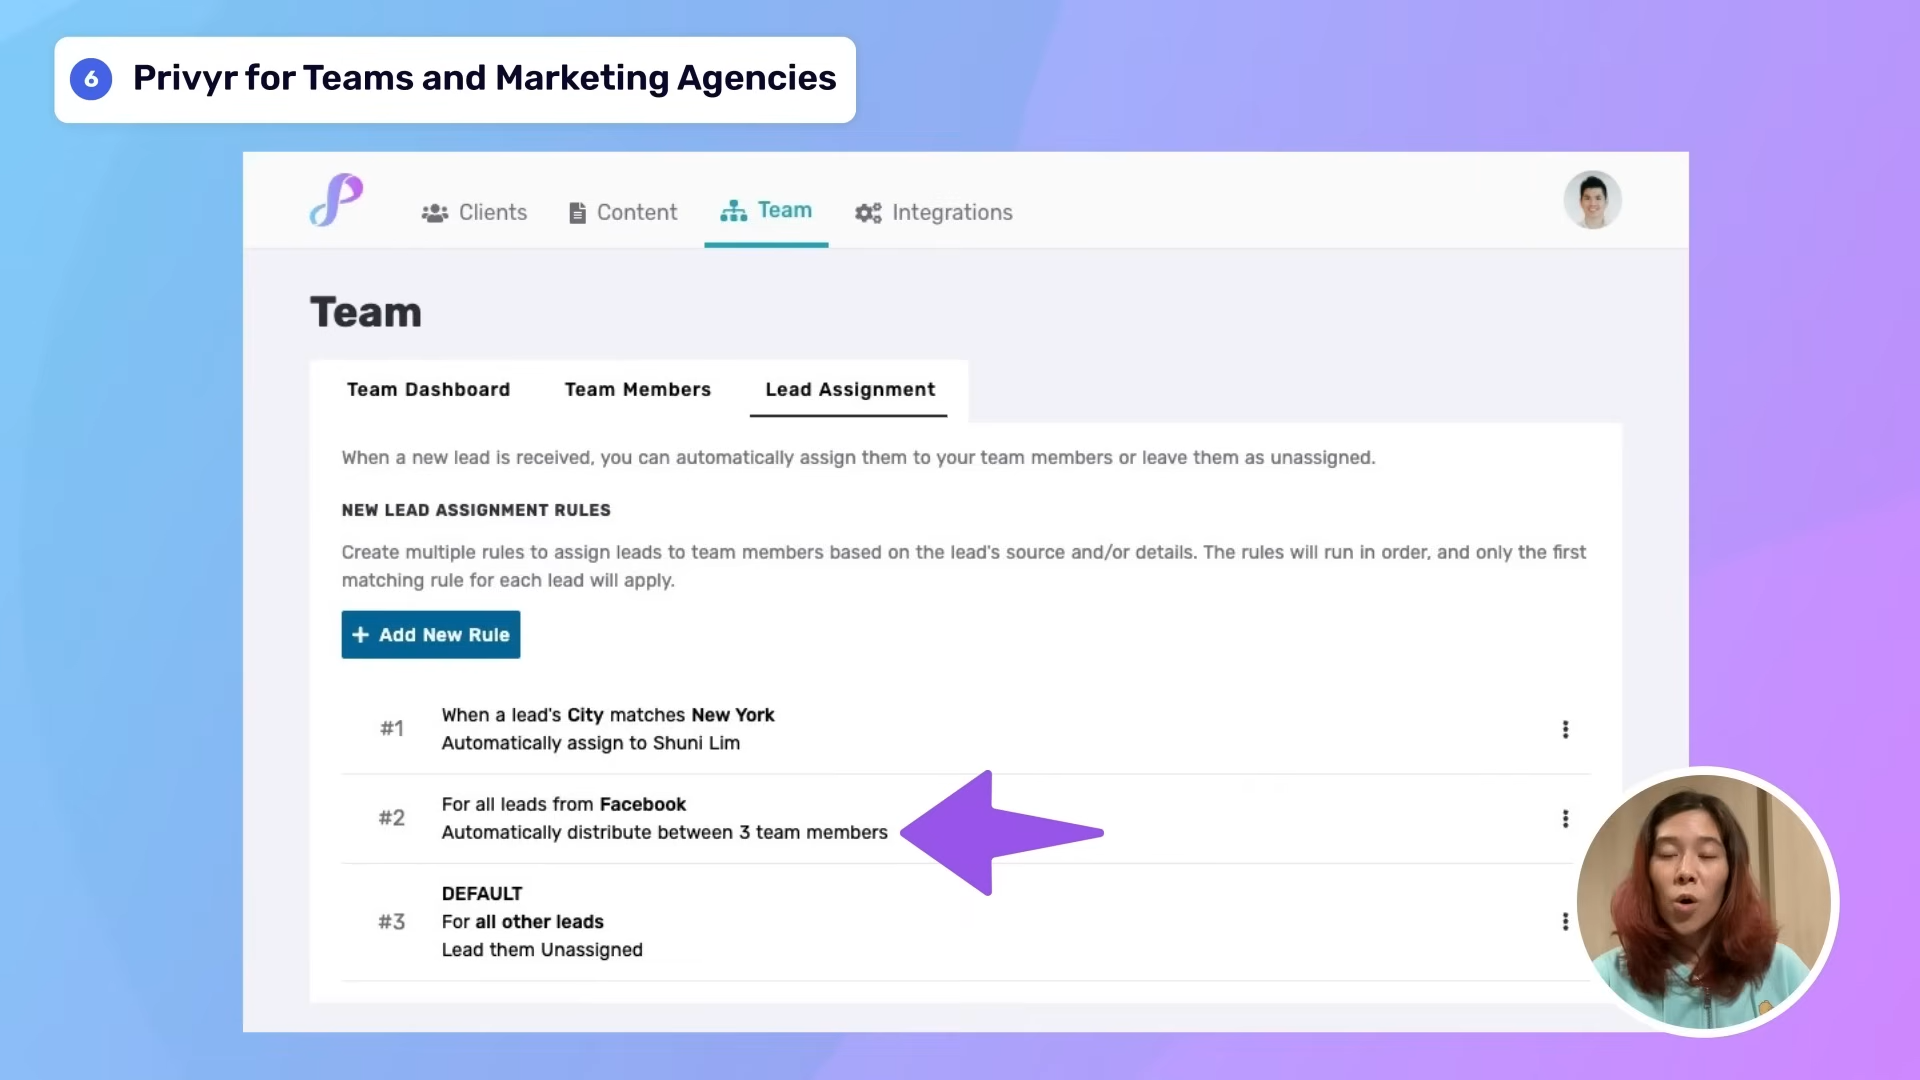 6 Privyr for Teams and Marketing Agencies
Clients Content Team Integrations
Team
Team Dashboard Team Members Lead Assignment
When a new lead is received, you can automatically assign them to your team members or leave them as unassigned.
NEW LEAD ASSIGNMENT RULES
Create multiple rules to assign leads to team members based on the lead's source and/or details. The rules will run in order, and only the first
matching rule for each lead will apply.
+ Add New Rule
#1
When a lead's City matches New York
Automatically assign to Shuni Lim
#2
For all leads from Facebook
Automatically distribute between 3 team members
#3
DEFAULT
For all other leads
Lead them Unassigned